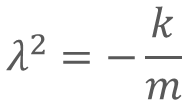 λ² = − k/m